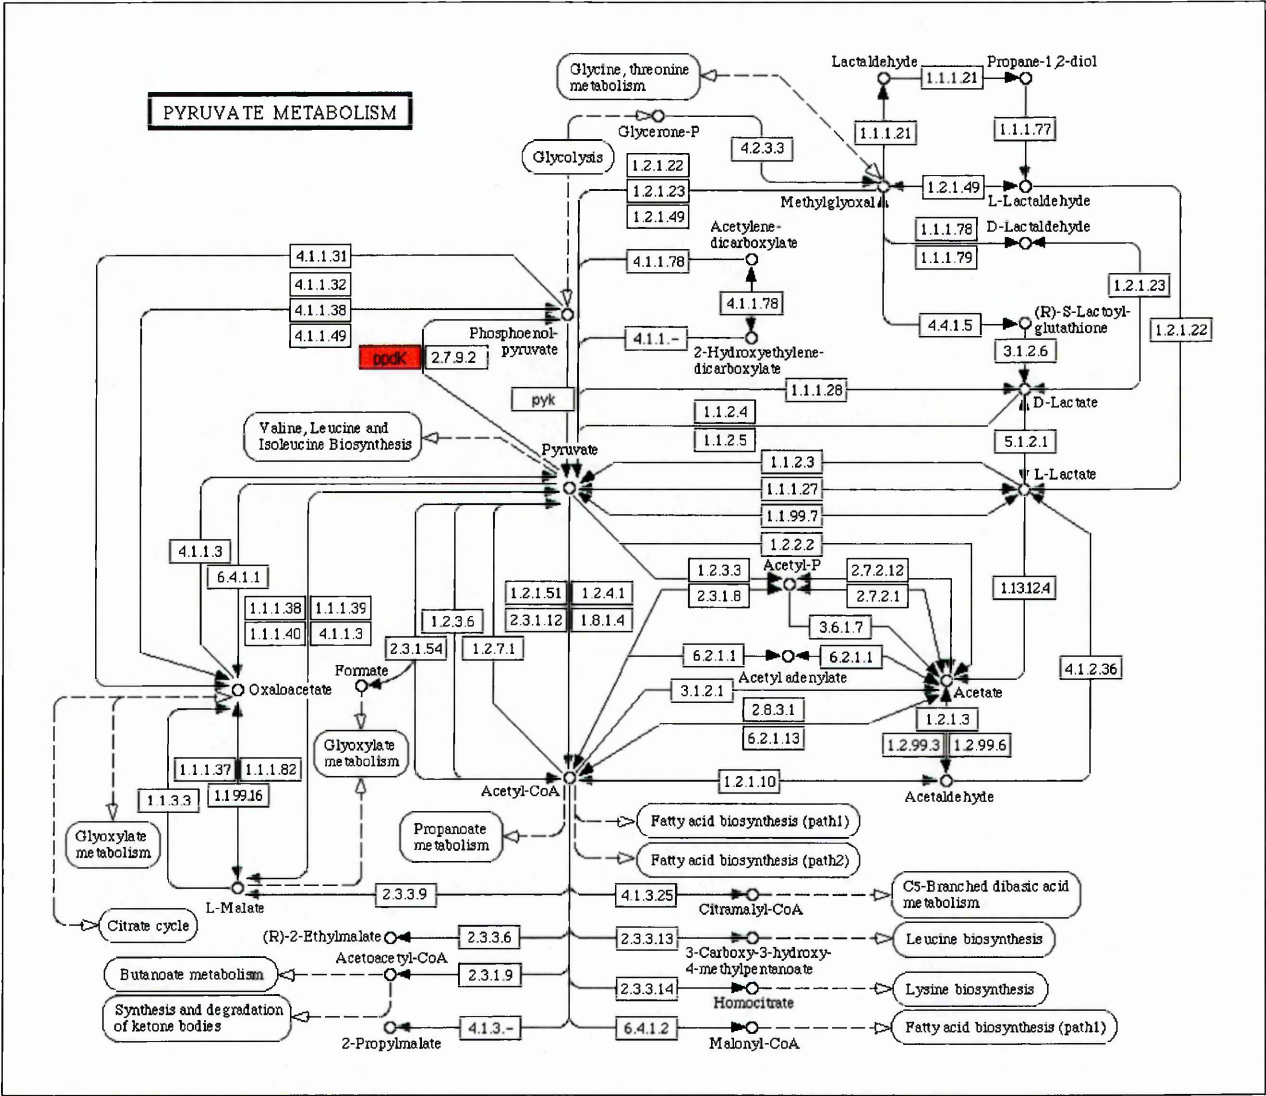 PYRUVATE METABOLISM
Glycine, threonine
metabolism
Lactaldehyde
Propane-1,2-diol
1.1.1.21
Glycerone-P
1.1.1.21
1.1.1.77
Glycolysis
4.2.3.3
1.2.1.22
1.2.1.23
1.2.1.49
Methylglyoxal
1.2.1.49
L-Lactaldehyde
Acetylene-
dicarboxylate
1.1.1.78
1.1.1.79
D-Lactaldehyde
4.1.1.31
4.1.1.78
4.1.1.32
1.2.1.23
4.1.1.38
4.1.1.78
4.1.1.49
Phosphoenol-
pyruvate
4.4.1.5
(R)-S-Lactoyl-
glutathione
1.2.1.22
4.1.1.-
2-Hydroxyethylene-
dicarboxylate
3.1.2.6
ppdK
2.7.9.2
pyk
1.1.1.28
D-Lactate
1.1.2.4
1.1.2.5
Valine, Leucine and
Isoleucine Biosynthesis
Pyruvate
5.1.2.1
1.1.2.3
L-Lactate
1.1.1.27
1.1.99.7
4.1.1.3
1.2.2.2
6.4.1.1
1.2.3.3
Acetyl-P
2.7.2.12
2.3.1.8
2.7.2.1
1.13.12.4
1.1.1.38
1.1.1.39
1.1.1.40
4.1.1.3
1.2.3.6
1.2.1.51
1.2.4.1
2.3.1.12
1.8.1.4
3.6.1.7
2.3.1.54
1.2.7.1
6.2.1.1
6.2.1.1
Acetyl adenylate
4.1.2.36
Formate
Oxaloacetate
3.1.2.1
Acetate
2.8.3.1
6.2.1.13
1.2.1.3
1.2.99.3
1.2.99.6
Glyoxylate
metabolism
1.1.1.37
1.1.1.82
1.1.99.16
1.1.3.3
Acetyl-CoA
1.2.1.10
Acetaldehyde
Glyoxylate
metabolism
Propanoate
metabolism
Fatty acid biosynthesis (path1)
Fatty acid biosynthesis (path2)
L-Malate
2.3.3.9
4.1.3.25
Citramalyl-CoA
C5-Branched dibasic acid
metabolism
Citrate cycle
(R)-2-Ethylmalate
2.3.3.6
2.3.3.13
3-Carboxy-3-hydroxy-
4-methylpentanoate
Leucine biosynthesis
Acetoacetyl-CoA
Butanoate metabolism
2.3.1.9
2.3.3.14
Homocitrate
Lysine biosynthesis
Synthesis and degradation
of ketone bodies
4.1.3.-
2-Propylmalate
6.4.1.2
Malonyl-CoA
Fatty acid biosynthesis (path1)